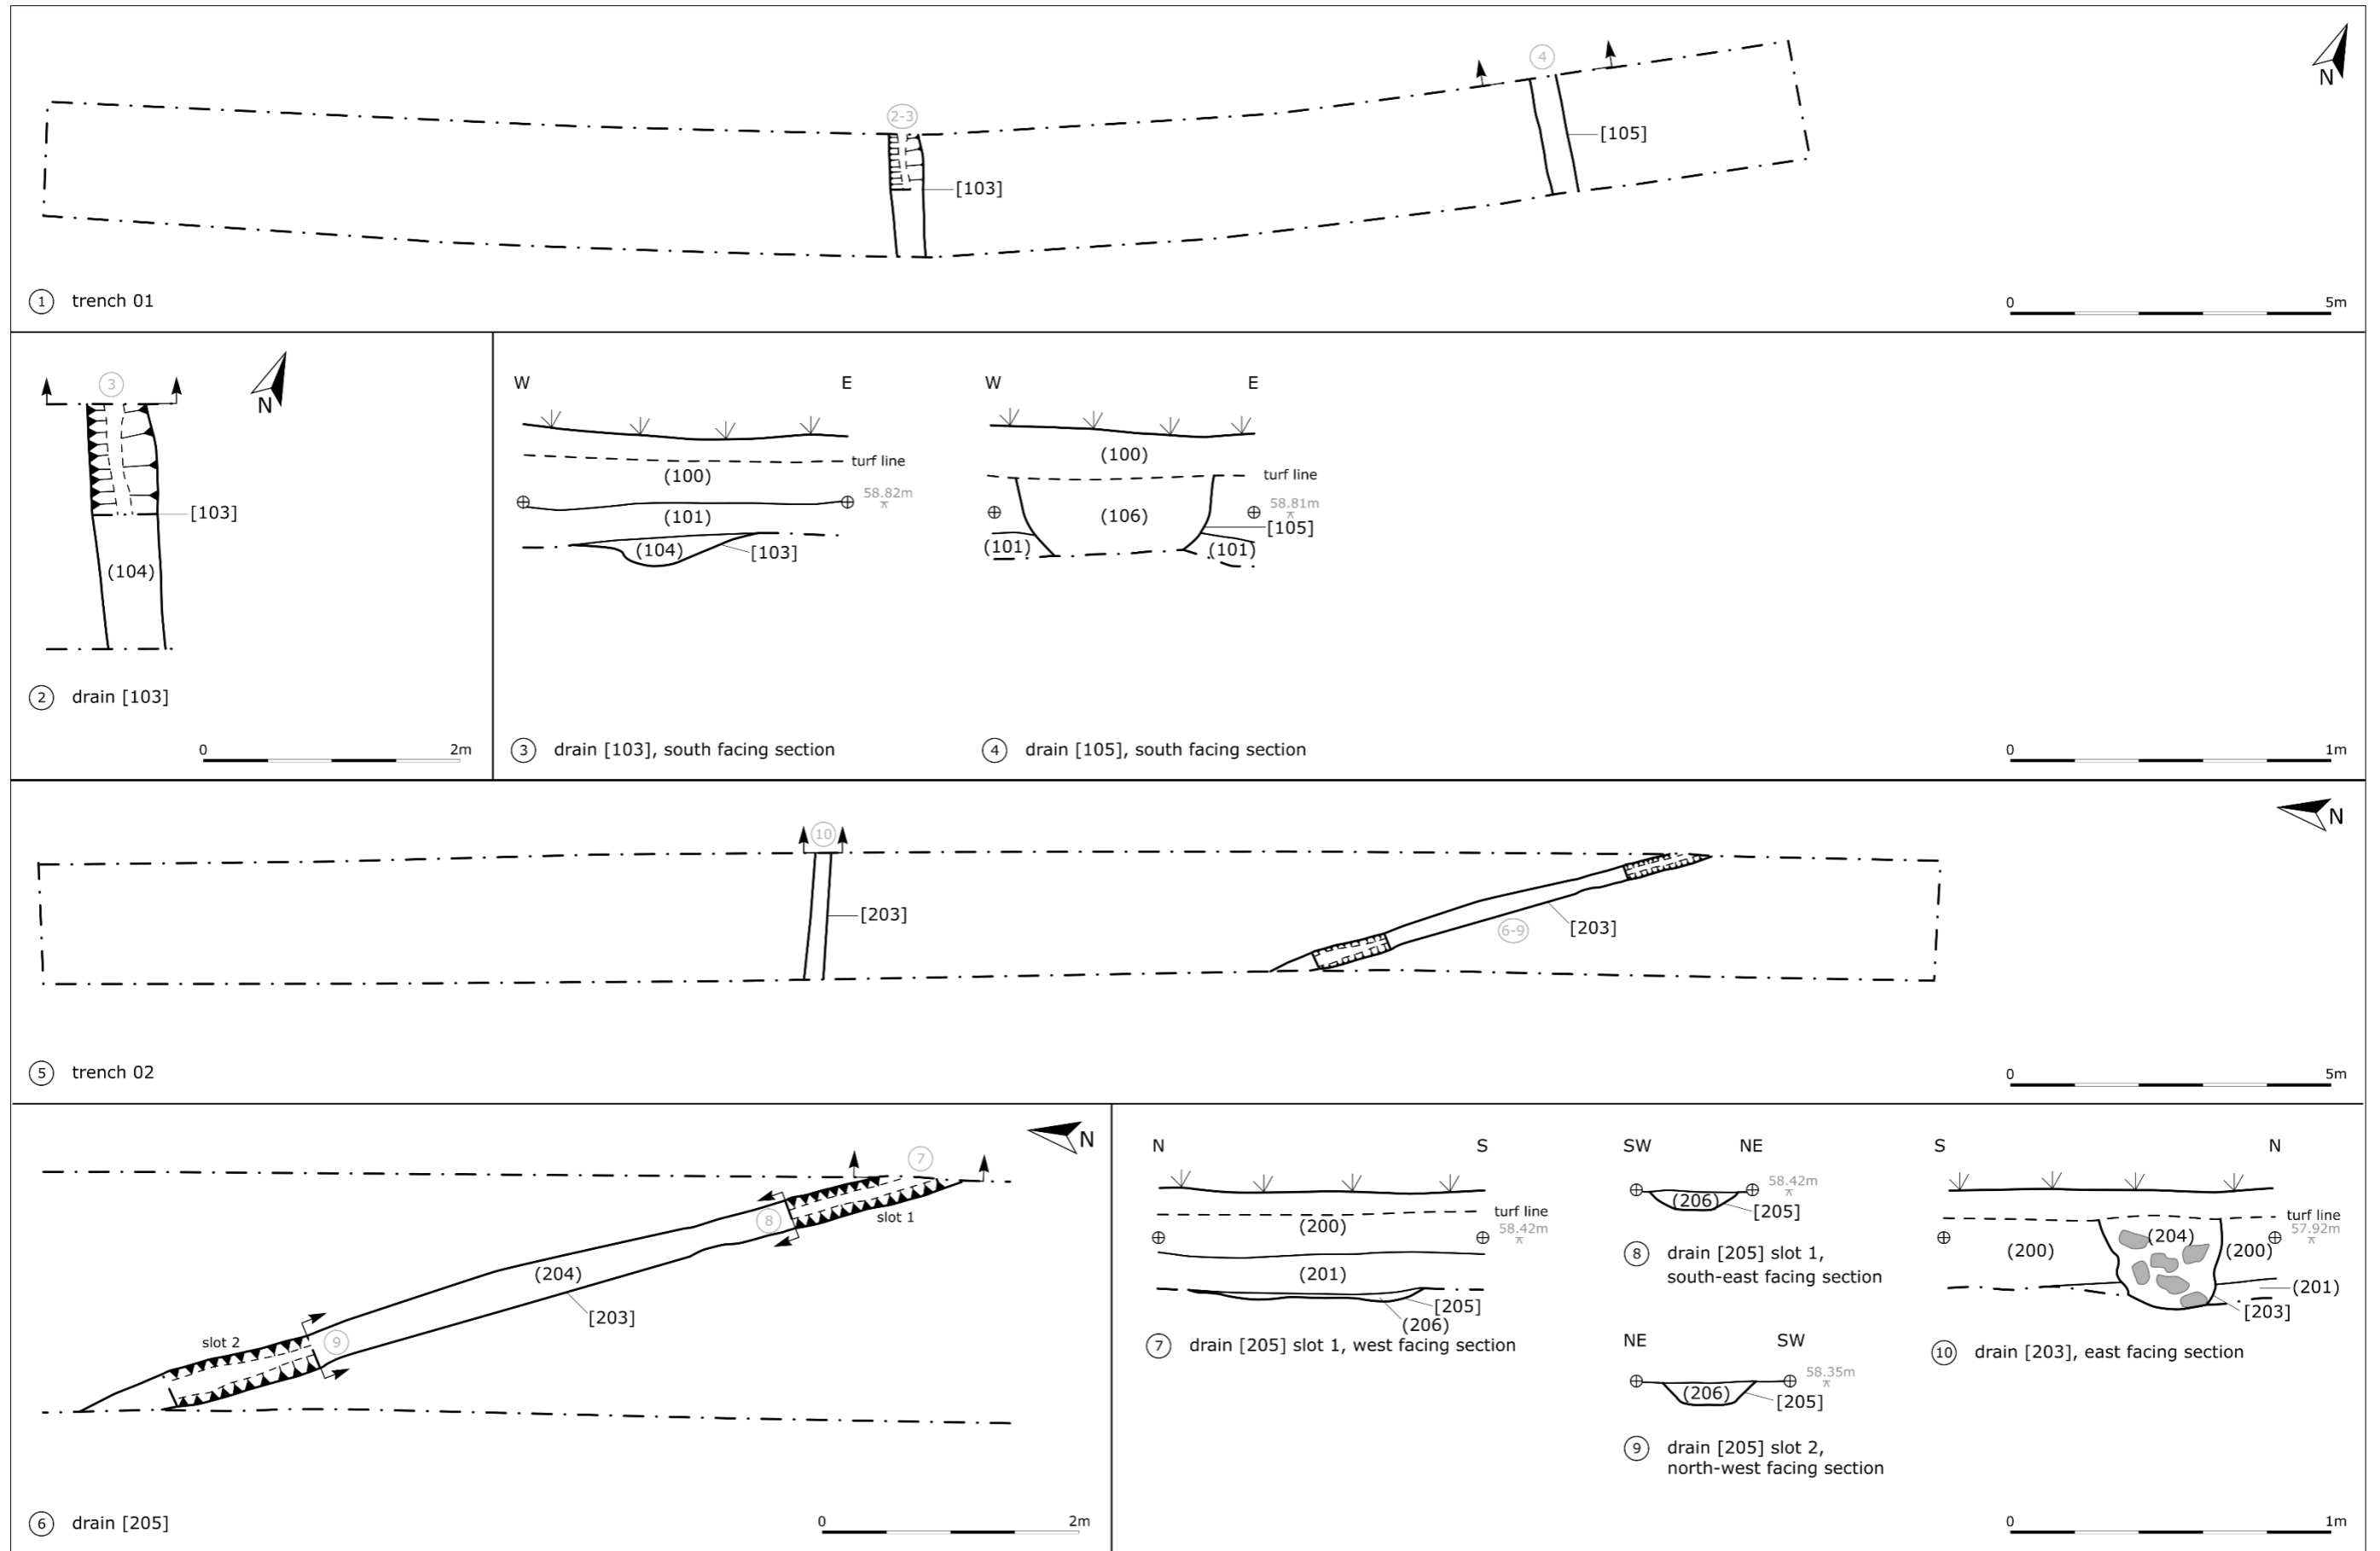 4
N
2-3
[105]
[103]
1 trench 01
0 5m
3
N
[103]
(104)
2 drain [103]
0 2m
W E
turf line
(100)
58.82m
(101)
(104)
[103]
3 drain [103], south facing section
W E
(100)
turf line
58.81m
(106)
[105]
(101)
(101)
4 drain [105], south facing section
0 1m
10
N
[203]
6-9
[203]
5 trench 02
0 5m
N
7
8
slot 1
(204)
[203]
9
slot 2
6 drain [205]
0 2m
N S
turf line
(200)
58.42m
(201)
[205]
(206)
7 drain [205] slot 1, west facing section
SW NE
58.42m
(206)
[205]
8 drain [205] slot 1,
south-east facing section
NE SW
58.35m
(206)
[205]
9 drain [205] slot 2,
north-west facing section
S N
turf line
57.92m
(204)
(200)
(200)
(201)
[203]
10 drain [203], east facing section
0 1m